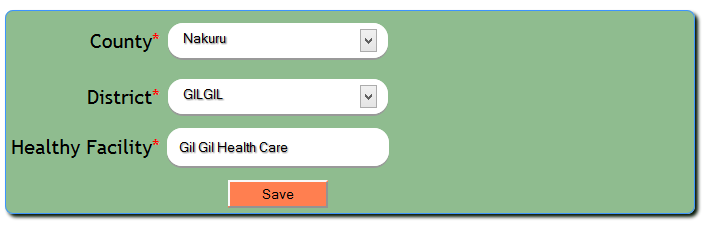 County* Nakuru
District* GILGIL
Healthy Facility* Gil Gil Health Care
Save